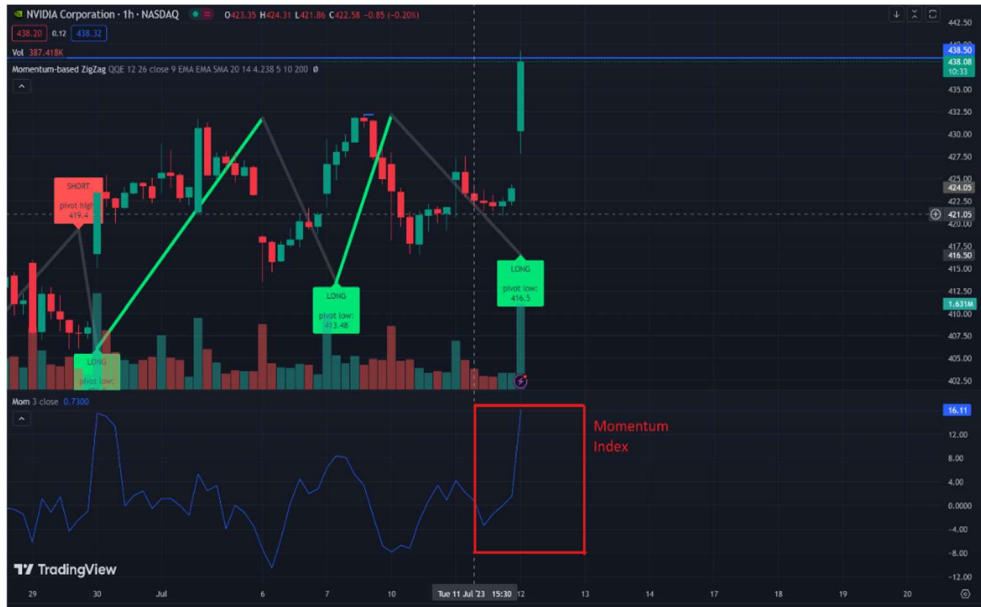 NVIDIA Corporation · 1h · NASDAQ O423.35 H424.31 L421.86 C422.58 −0.85 (−0.20%)
438.20 0.12 438.32
Vol 387.418K
Momentum-based ZigZag QQE 12 26 close 9 EMA EMA SMA 20 14 4.238 5 10 200 ø
442.50
438.50
438.08
10:33
435.00
432.50
430.00
427.50
424.05
422.50
421.05
420.00
417.50
416.50
415.00
412.50
1.631M
410.00
407.50
405.00
402.50
SHORT
pivot high:
419.4
LONG
pivot low:
LONG
pivot low:
413.48
LONG
pivot low:
416.5
Mom 3 close 0.7300
Momentum
Index
16.11
12.00
8.00
4.00
0.0000
−4.00
−8.00
−12.00
TradingView
29 30 Jul 6 7 10 Tue 11 Jul '23 15:30 12 13 14 17 18 19 20